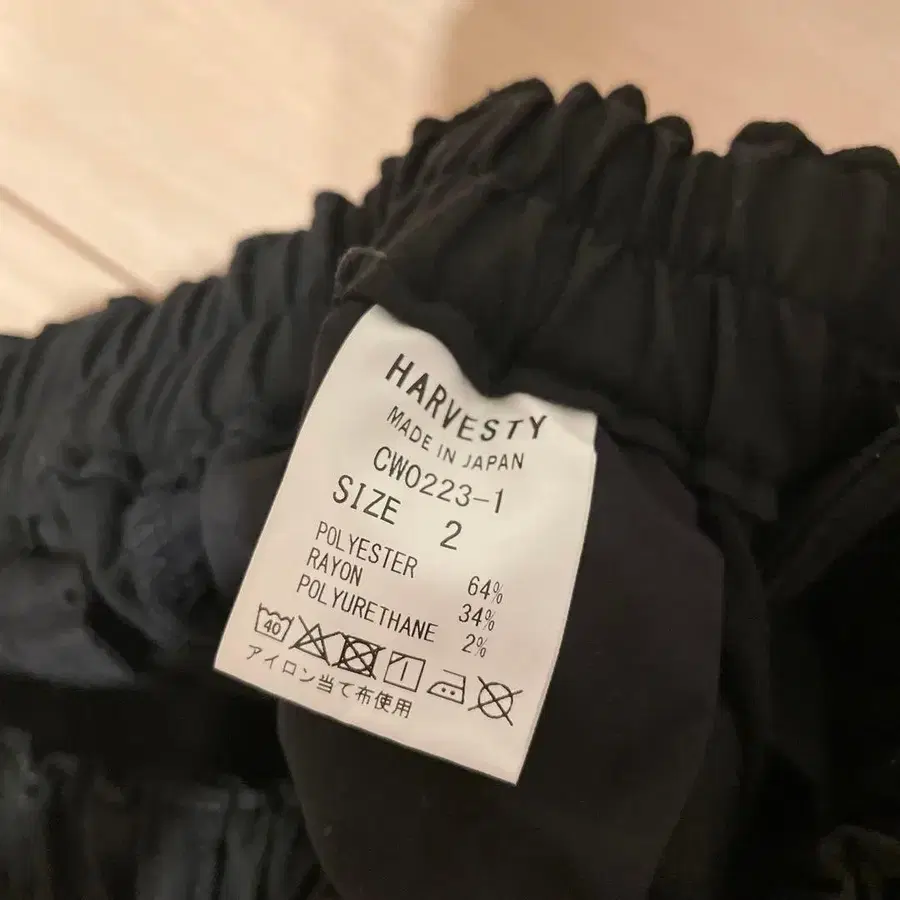 HARVESTY
MADE IN JAPAN
CW0223-1
SIZE 2
POLYESTER 64%
RAYON 34%
POLYURETHANE 2%
40
アイロン当て布使用